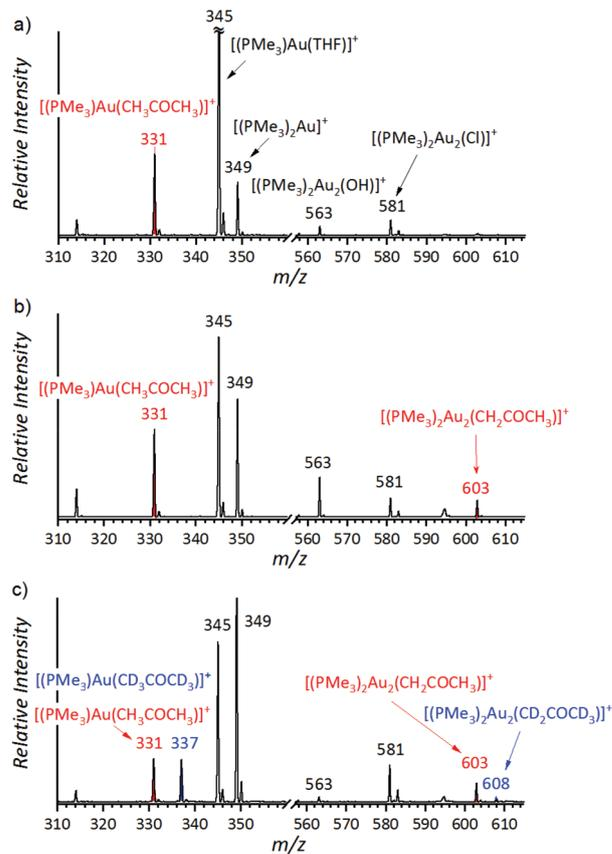 a)
345
≈
[(PMe₃)Au(THF)]⁺
[(PMe₃)Au(CH₃COCH₃)]⁺
331
[(PMe₃)₂Au]⁺
349
[(PMe₃)₂Au₂(OH)]⁺
563
[(PMe₃)₂Au₂(Cl)]⁺
581
Relative Intensity
310 320 330 340 350 560 570 580 590 600 610
m/z
b)
345
[(PMe₃)Au(CH₃COCH₃)]⁺
331
349
563
581
[(PMe₃)₂Au₂(CH₂COCH₃)]⁺
603
Relative Intensity
310 320 330 340 350 560 570 580 590 600 610
m/z
c)
345
349
[(PMe₃)Au(CD₃COCD₃)]⁺
[(PMe₃)Au(CH₃COCH₃)]⁺
331 337
563
581
[(PMe₃)₂Au₂(CH₂COCH₃)]⁺
603
[(PMe₃)₂Au₂(CD₂COCD₃)]⁺
608
Relative Intensity
310 320 330 340 350 560 570 580 590 600 610
m/z